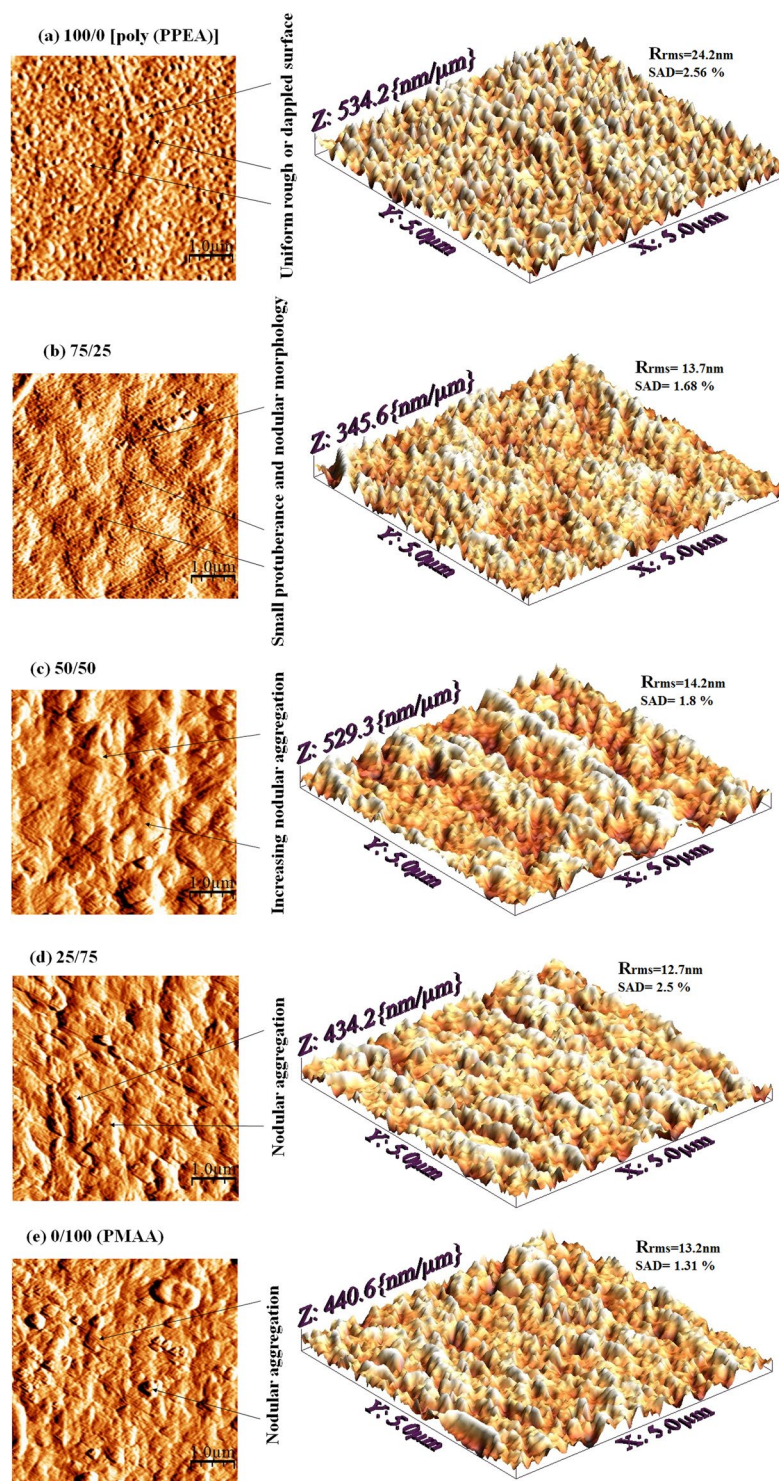 (a) 100/0 [poly (PPEA)]
1.0µm
Uniform rough or dappled surface
Z: 534.2{nm/µm}
Y: 5.0µm
X: 5.0µm
Rrms=24.2nm
SAD=2.56 %
(b) 75/25
1.0µm
Small protuberance and nodular morphology
Z: 345.6{nm/µm}
Y: 5.0µm
X: 5.0µm
Rrms= 13.7nm
SAD= 1.68 %
(c) 50/50
1.0µm
Increasing nodular aggregation
Z: 529.3{nm/µm}
Y: 5.0µm
X: 5.0µm
Rrms=14.2nm
SAD= 1.8 %
(d) 25/75
1.0µm
Nodular aggregation
Z: 434.2{nm/µm}
Y: 5.0µm
X: 5.0µm
Rrms=12.7nm
SAD= 2.5 %
(e) 0/100 (PMAA)
1.0µm
Nodular aggregation
Z: 440.6{nm/µm}
Y: 5.0µm
X: 5.0µm
Rrms=13.2nm
SAD= 1.31 %